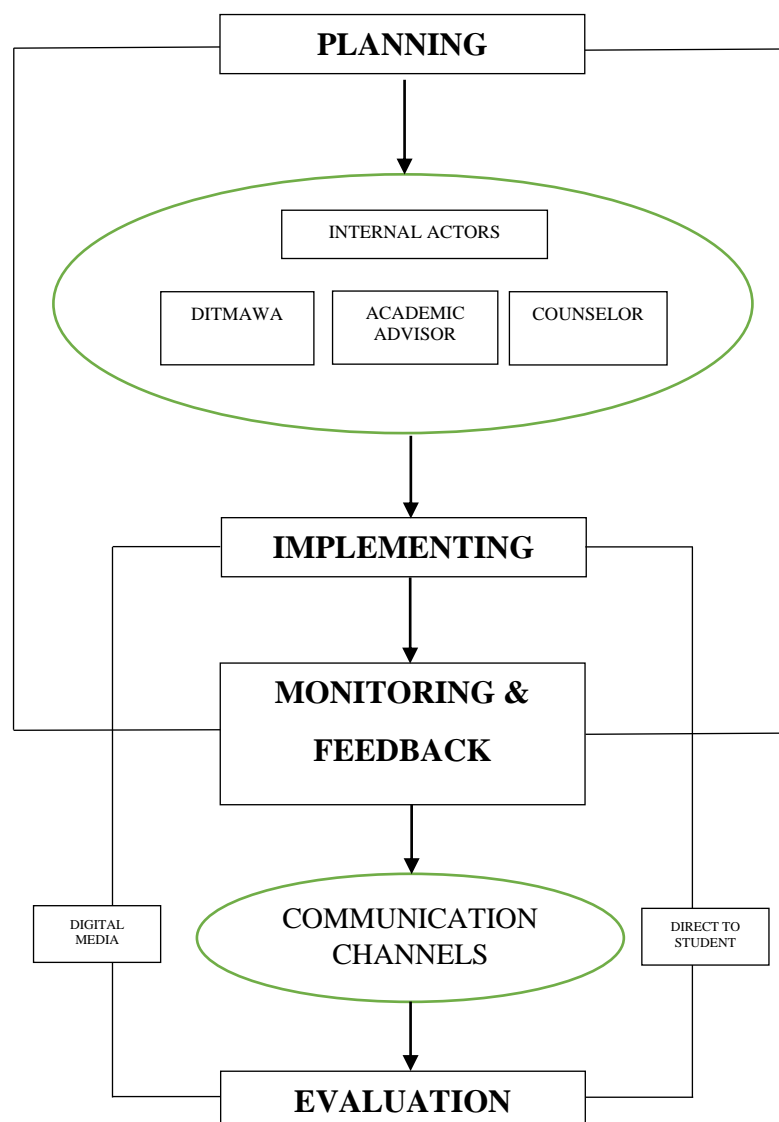 PLANNING
INTERNAL ACTORS
DITMAWA
ACADEMIC
ADVISOR
COUNSELOR
IMPLEMENTING
MONITORING &
FEEDBACK
DIGITAL
MEDIA
COMMUNICATION
CHANNELS
DIRECT TO
STUDENT
EVALUATION